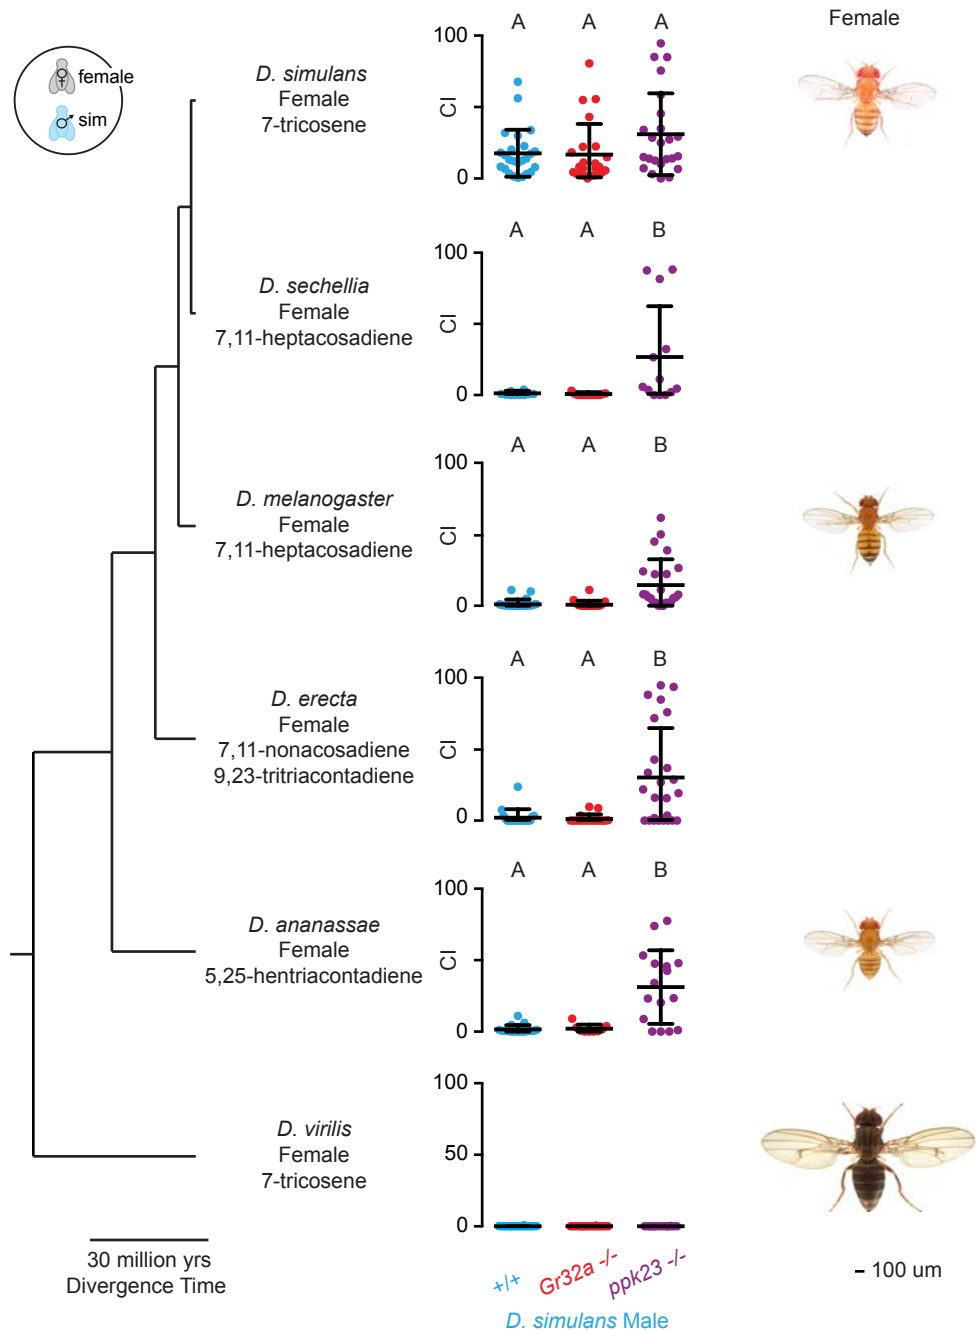 female
sim
Female
D. simulans
Female
7-tricosene
A A A
100
CI
0
D. sechellia
Female
7,11-heptacosadiene
A A B
100
CI
0
D. melanogaster
Female
7,11-heptacosadiene
A A B
100
CI
0
D. erecta
Female
7,11-nonacosadiene
9,23-tritriacontadiene
A A B
100
CI
0
D. ananassae
Female
5,25-hentriacontadiene
A A B
100
CI
0
D. virilis
Female
7-tricosene
100
50
0
30 million yrs
Divergence Time
+/+ Gr32a -/- ppk23 -/-
D. simulans Male
100 um